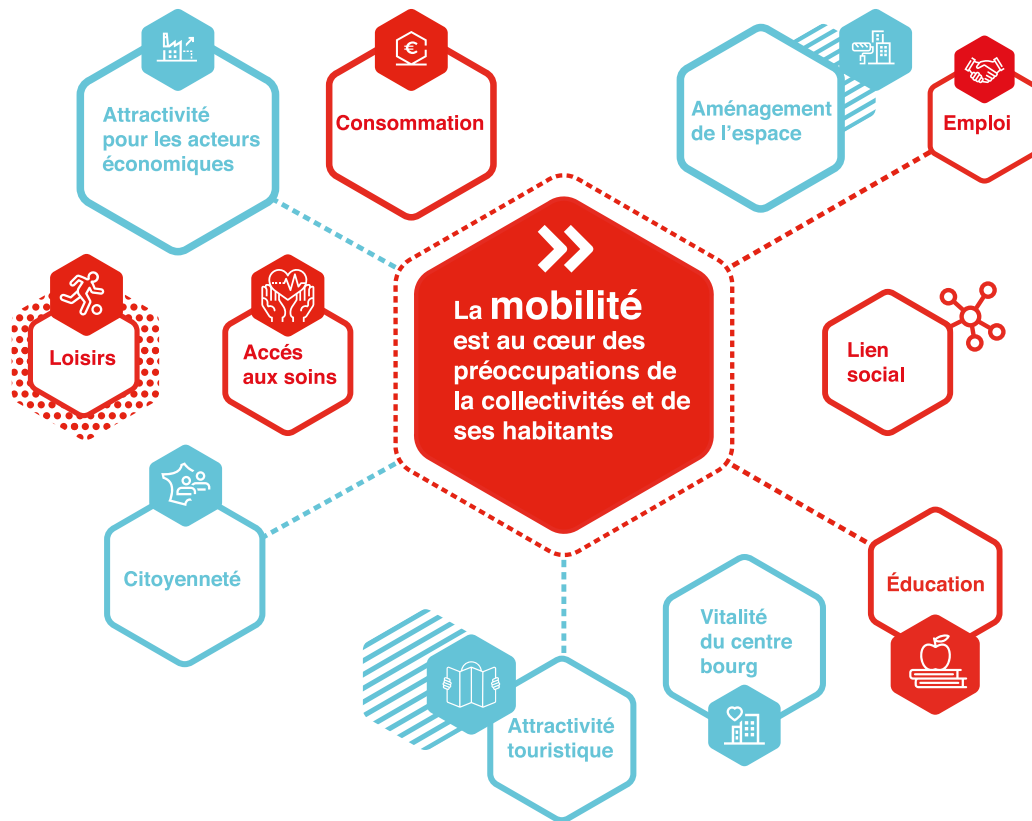 Attractivité
pour les acteurs
économiques
€
Consommation
Aménagement
de l'espace
Emploi
La mobilité
est au cœur des
préoccupations de
la collectivités et de
ses habitants
Loisirs
Accés
aux soins
Lien
social
Citoyenneté
Éducation
Vitalité
du centre
bourg
Attractivité
touristique